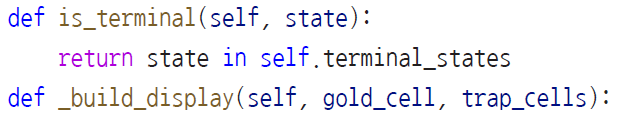 def is_terminal(self, state):
    return state in self.terminal_states
def _build_display(self, gold_cell, trap_cells):